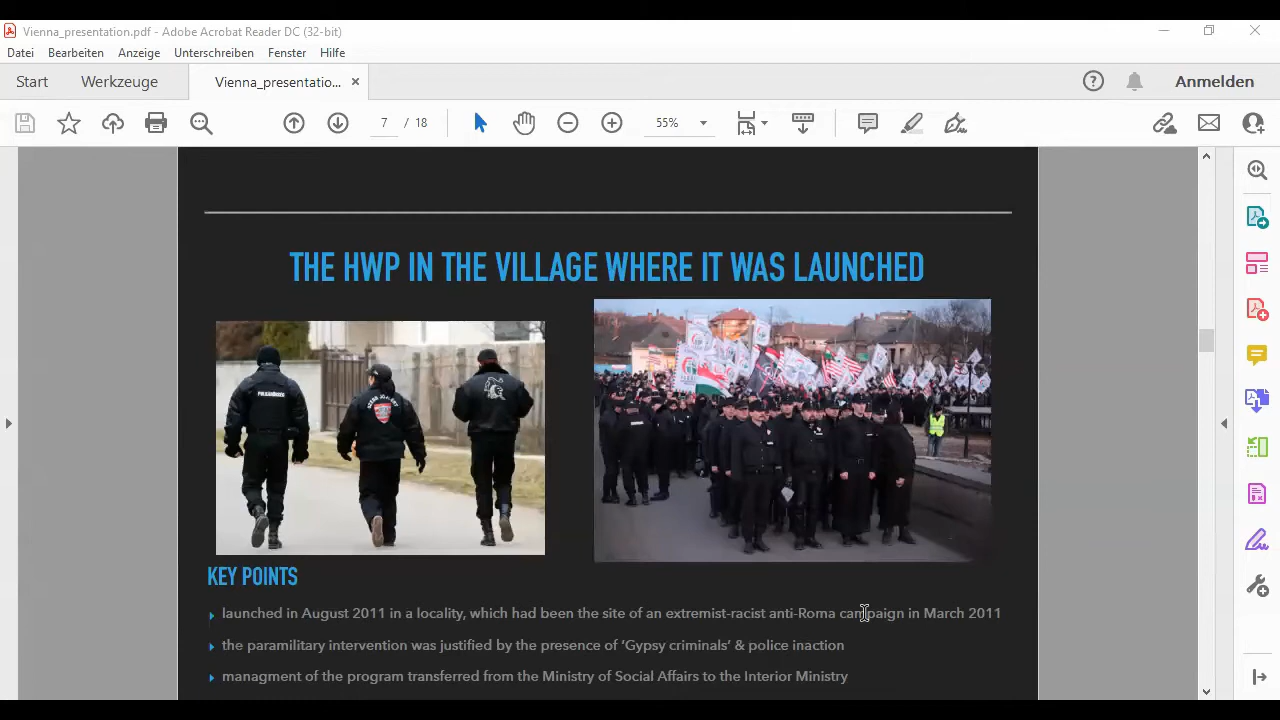 Vienna_presentation.pdf - Adobe Acrobat Reader DC (32-bit)
Datei Bearbeiten Anzeige Unterschreiben Fenster Hilfe
Start Werkzeuge Vienna_presentatio... Anmelden
7 / 18 55%
THE HWP IN THE VILLAGE WHERE IT WAS LAUNCHED
KEY POINTS
launched in August 2011 in a locality, which had been the site of an extremist-racist anti-Roma campaign in March 2011
the paramilitary intervention was justified by the presence of ‘Gypsy criminals’ & police inaction
managment of the program transferred from the Ministry of Social Affairs to the Interior Ministry